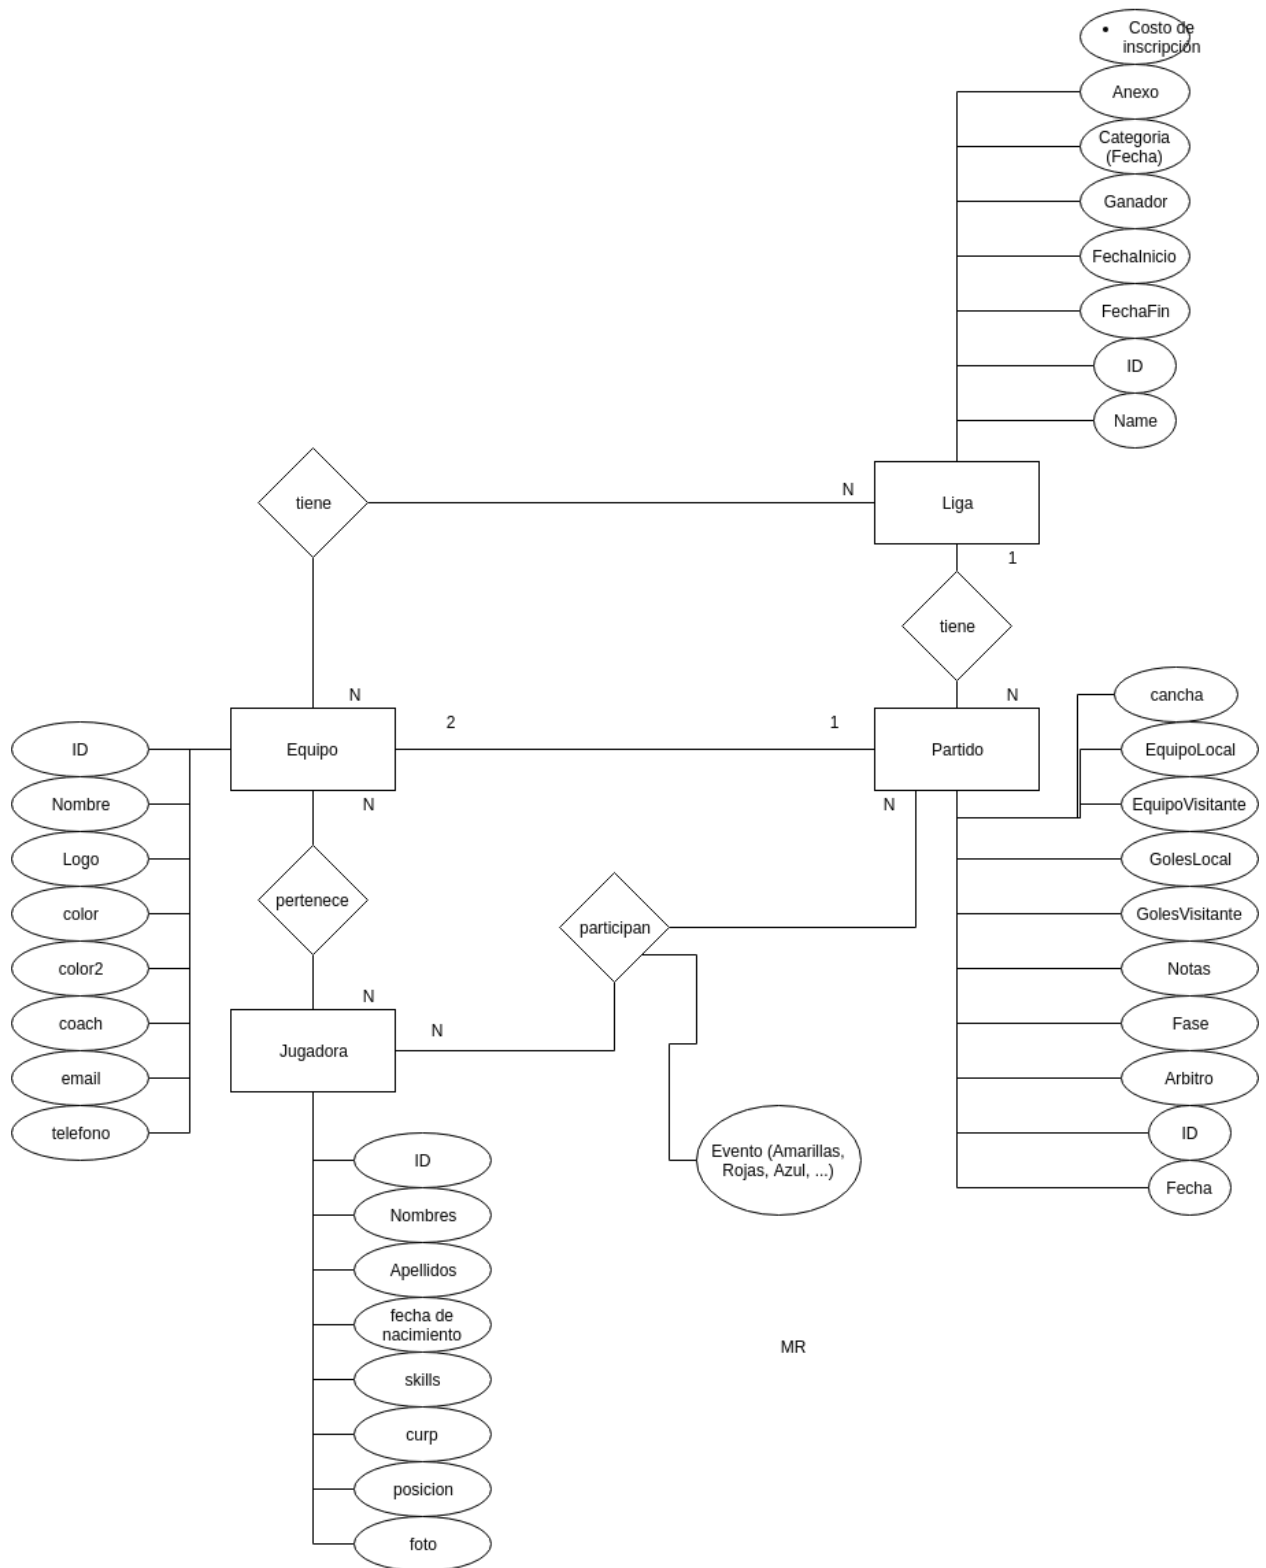 • Costo de
inscripción
Anexo
Categoria
(Fecha)
Ganador
FechaInicio
FechaFin
ID
Name
tiene
N
Liga
1
tiene
N
N
2
1
Equipo
Partido
N
N
cancha
EquipoLocal
EquipoVisitante
GolesLocal
GolesVisitante
Notas
Fase
Arbitro
ID
Fecha
ID
Nombre
Logo
color
color2
coach
email
telefono
pertenece
participan
N
N
Jugadora
Evento (Amarillas,
Rojas, Azul, ...)
ID
Nombres
Apellidos
fecha de
nacimiento
skills
curp
posicion
foto
MR